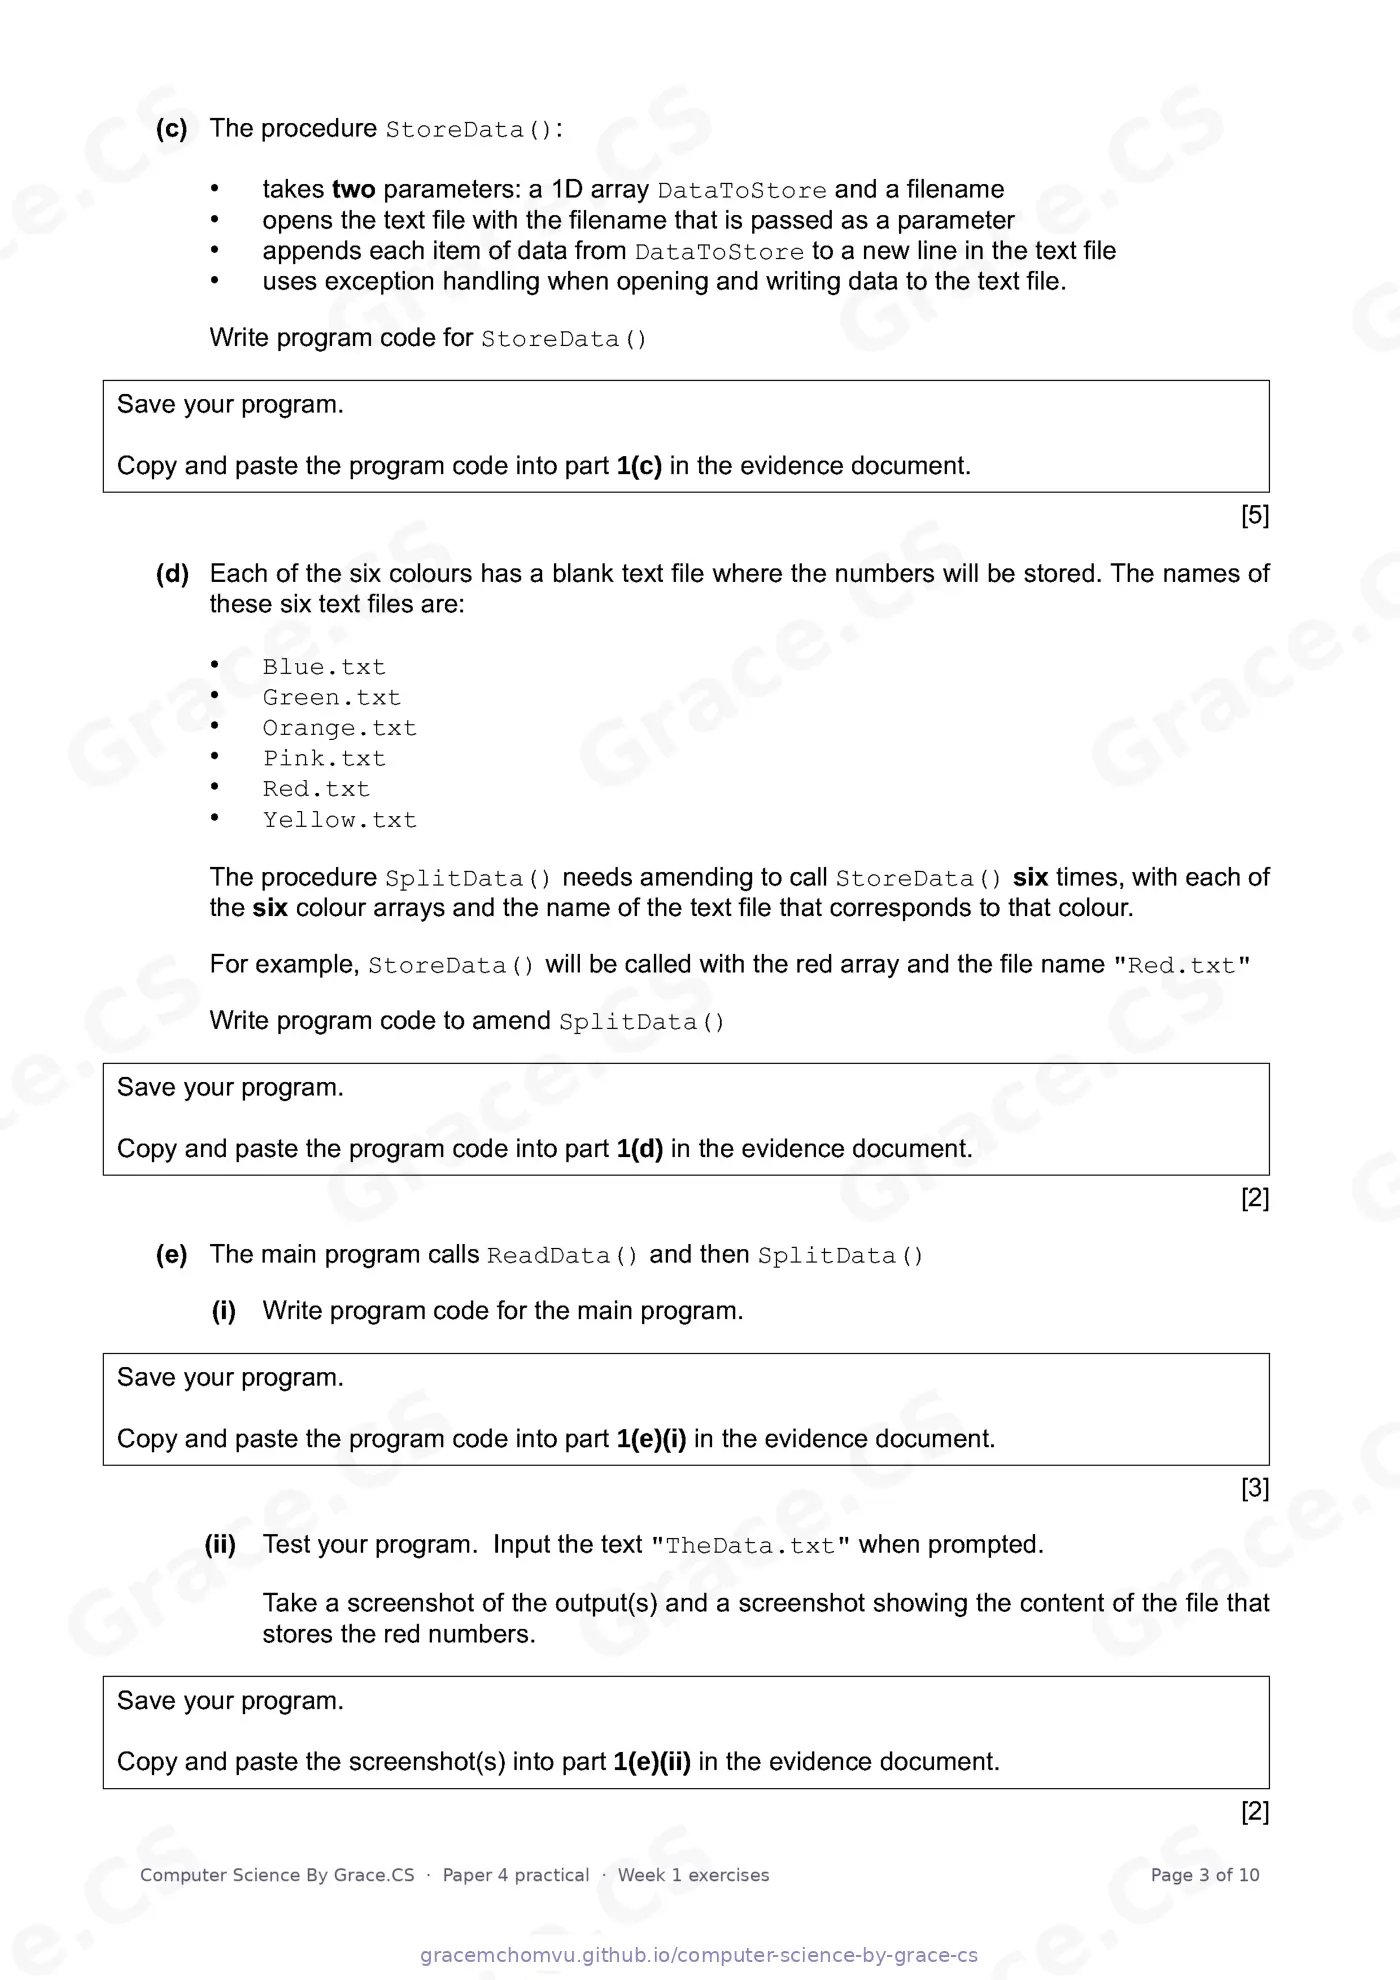 (c) The procedure StoreData():
• takes two parameters: a 1D array DataToStore and a filename
• opens the text file with the filename that is passed as a parameter
• appends each item of data from DataToStore to a new line in the text file
• uses exception handling when opening and writing data to the text file.
Write program code for StoreData()
Save your program.
Copy and paste the program code into part 1(c) in the evidence document.
[5]
(d) Each of the six colours has a blank text file where the numbers will be stored. The names of
these six text files are:
• Blue.txt
• Green.txt
• Orange.txt
• Pink.txt
• Red.txt
• Yellow.txt
The procedure SplitData() needs amending to call StoreData() six times, with each of
the six colour arrays and the name of the text file that corresponds to that colour.
For example, StoreData() will be called with the red array and the file name "Red.txt"
Write program code to amend SplitData()
Save your program.
Copy and paste the program code into part 1(d) in the evidence document.
[2]
(e) The main program calls ReadData() and then SplitData()
(i) Write program code for the main program.
Save your program.
Copy and paste the program code into part 1(e)(i) in the evidence document.
[3]
(ii) Test your program. Input the text "TheData.txt" when prompted.
Take a screenshot of the output(s) and a screenshot showing the content of the file that
stores the red numbers.
Save your program.
Copy and paste the screenshot(s) into part 1(e)(ii) in the evidence document.
[2]
Computer Science By Grace.CS · Paper 4 practical · Week 1 exercises Page 3 of 10
gracemchomvu.github.io/computer-science-by-grace-cs